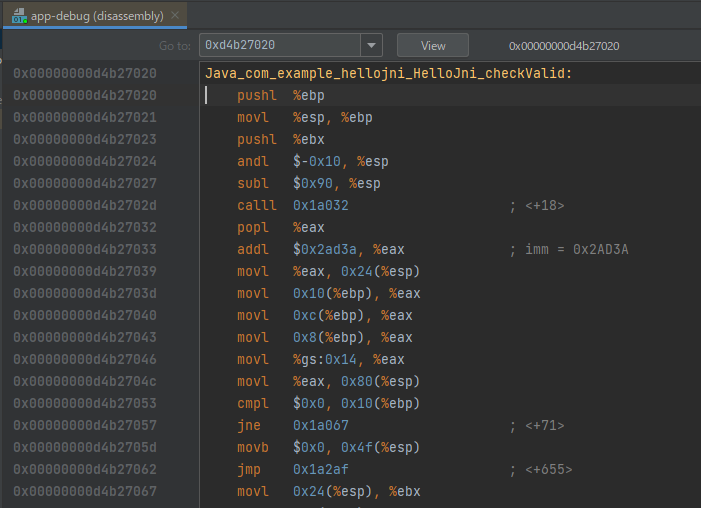 app-debug (disassembly)
Go to: 0xd4b27020 View 0x00000000d4b27020
0x00000000d4b27020 Java_com_example_hellojni_HelloJni_checkValid:
0x00000000d4b27020 pushl %ebp
0x00000000d4b27021 movl %esp, %ebp
0x00000000d4b27023 pushl %ebx
0x00000000d4b27024 andl $-0x10, %esp
0x00000000d4b27027 subl $0x90, %esp
0x00000000d4b2702d calll 0x1a032 ; <+18>
0x00000000d4b27032 popl %eax
0x00000000d4b27033 addl $0x2ad3a, %eax ; imm = 0x2AD3A
0x00000000d4b27039 movl %eax, 0x24(%esp)
0x00000000d4b2703d movl 0x10(%ebp), %eax
0x00000000d4b27040 movl 0xc(%ebp), %eax
0x00000000d4b27043 movl 0x8(%ebp), %eax
0x00000000d4b27046 movl %gs:0x14, %eax
0x00000000d4b2704c movl %eax, 0x80(%esp)
0x00000000d4b27053 cmpl $0x0, 0x10(%ebp)
0x00000000d4b27057 jne 0x1a067 ; <+71>
0x00000000d4b2705d movb $0x0, 0x4f(%esp)
0x00000000d4b27062 jmp 0x1a2af ; <+655>
0x00000000d4b27067 movl 0x24(%esp), %ebx